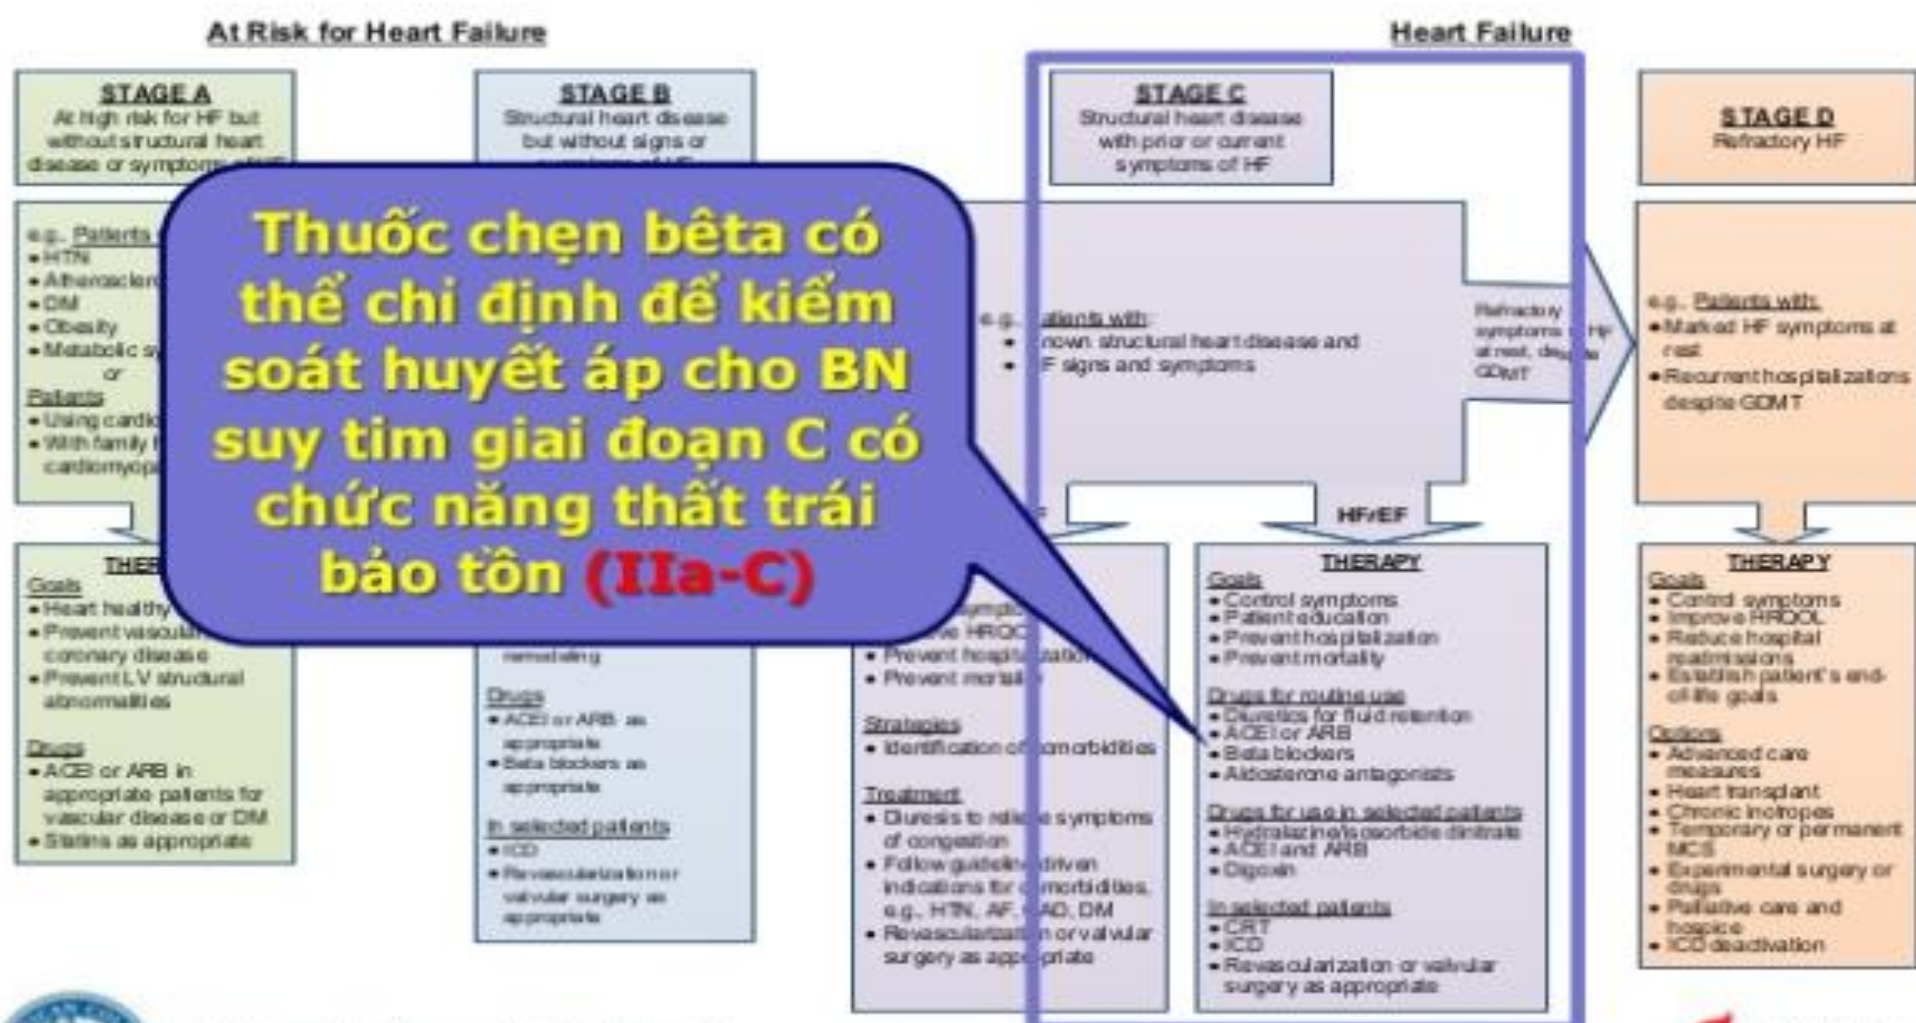 At Risk for Heart Failure
Heart Failure
STAGE A
At high risk for HF but
without structural heart
disease or symptoms of HF
STAGE B
Structural heart disease
but without signs or
STAGE C
Structural heart disease
with prior or current
symptoms of HF
STAGE D
Refractory HF
Thuốc chẹn bêta có
thể chỉ định để kiểm
soát huyết áp cho BN
suy tim giai đoạn C có
chức năng thất trái
bảo tồn (IIa-C)
e.g., Patients
• HTN
• DM
• Obesity
• Metabolic
or
Patients
• Using
• With family
e.g.,
• structural heart disease and
• signs and symptoms
Refractory
symptoms
at rest,
GDMT
e.g., Patients with:
• Marked HF symptoms at
rest
• Recurrent hospitalizations
despite GDMT
HFrEF
Goals
• Heart healthy
• Prevent vascular
coronary disease
• Prevent LV structural
abnormalities
Drugs
• ACEI or ARB in
appropriate patients for
vascular disease or DM
• Statins as appropriate
remodeling
Drugs
• ACEI or ARB as
appropriate
• Beta blockers as
appropriate
In selected patients
• ICD
• Revascularization or
valvular surgery as
appropriate
HRQOL
• Prevent hospitalization
• Prevent mortality
Strategies
• Identification of comorbidities
Treatment
• Diuresis to relieve symptoms
of congestion
• Follow guideline driven
indications for comorbidities,
e.g., HTN, AF, CAD, DM
• Revascularization or valvular
surgery as appropriate
THERAPY
Goals
• Control symptoms
• Patient education
• Prevent hospitalization
• Prevent mortality
Drugs for routine use
• Diuretics for fluid retention
• ACEI or ARB
• Beta blockers
• Aldosterone antagonists
Drugs for use in selected patients
• Hydralazine/isosorbide dinitrate
• ACEI and ARB
• Digoxin
In selected patients
• CRT
• ICD
• Revascularization or valvular
surgery as appropriate
THERAPY
Goals
• Control symptoms
• Improve HRQOL
• Reduce hospital
readmissions
• Establish patient's end-
of-life goals
Options
• Advanced care
measures
• Heart transplant
• Chronic inotropes
• Temporary or permanent
MCS
• Experimental surgery or
drugs
• Palliative care and
hospice
• ICD deactivation